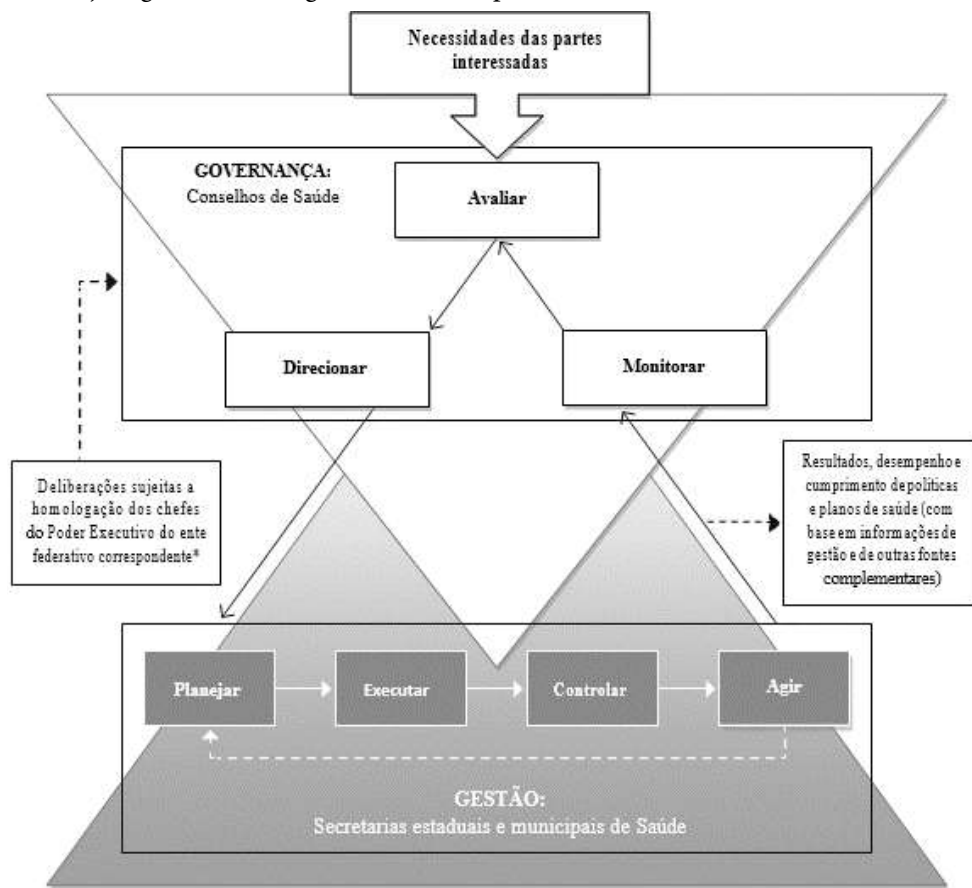 Necessidades das partes
interessadas
GOVERNANÇA:
Conselhos de Saúde
Avaliar
Direcionar
Monitorar
Deliberações sujeitas a
homologação dos chefes
do Poder Executivo do ente
federativo correspondente*
Resultados, desempenho e
cumprimento de políticas
e planos de saúde (com
base em informações de
gestão e de outras fontes
complementares)
Planejar
Executar
Controlar
Agir
GESTÃO:
Secretarias estaduais e municipais de Saúde